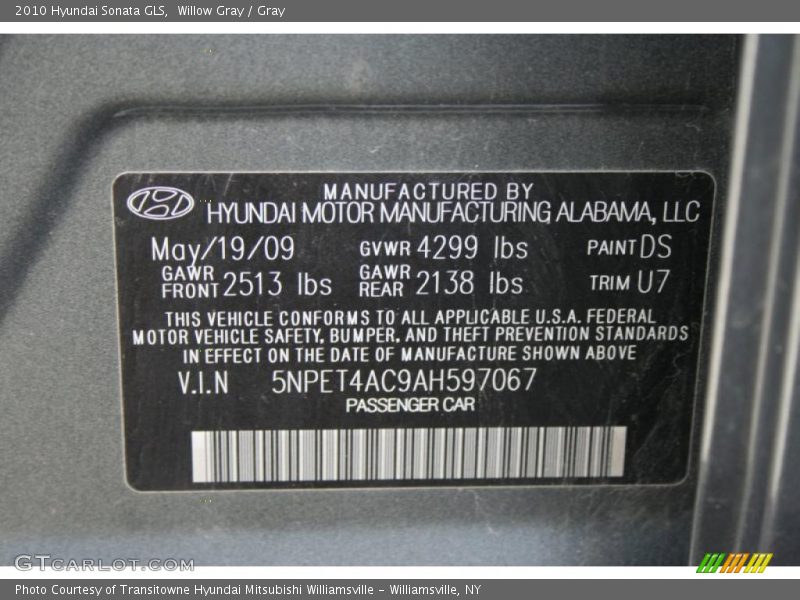 2010 Hyundai Sonata GLS, Willow Gray / Gray
MANUFACTURED BY
HYUNDAI MOTOR MANUFACTURING ALABAMA, LLC
May/19/09 GVWR 4299 lbs PAINT DS
GAWR FRONT 2513 lbs GAWR REAR 2138 lbs TRIM U7
THIS VEHICLE CONFORMS TO ALL APPLICABLE U.S.A. FEDERAL
MOTOR VEHICLE SAFETY, BUMPER, AND THEFT PREVENTION STANDARDS
IN EFFECT ON THE DATE OF MANUFACTURE SHOWN ABOVE
V.I.N 5NPET4AC9AH597067
PASSENGER CAR
GTCARLOT.COM
Photo Courtesy of Transitowne Hyundai Mitsubishi Williamsville - Williamsville, NY